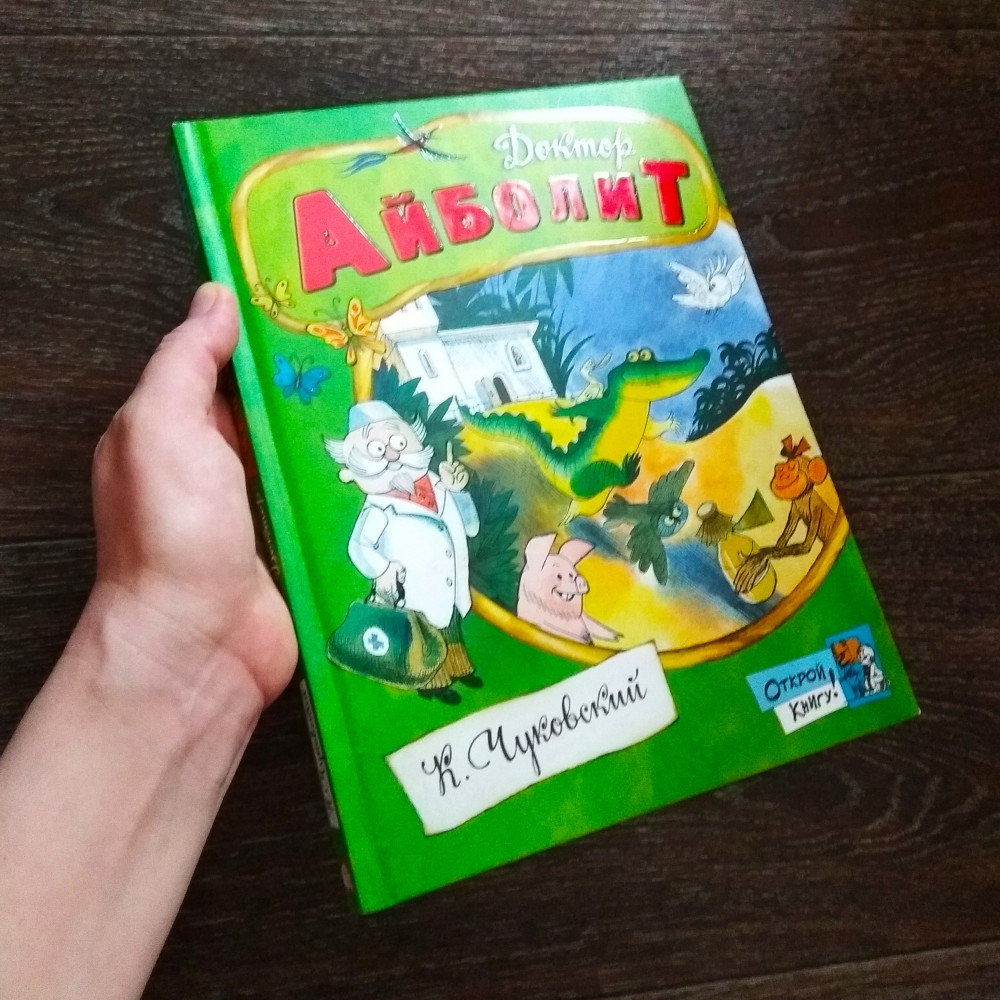 Доктор
Айболит
К. Чуковский
Открой
книгу!